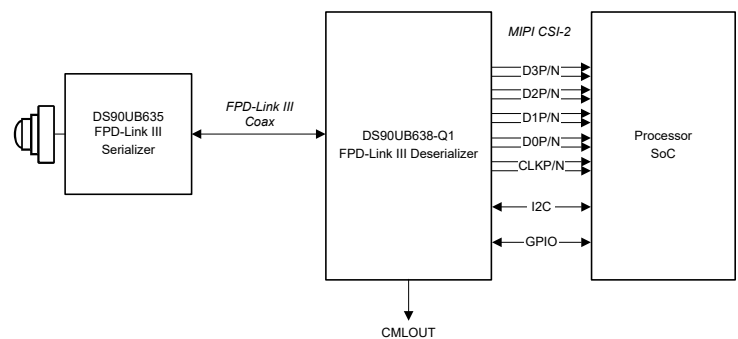 MIPI CSI-2
DS90UB635
FPD-Link III
Serializer
FPD-Link III
Coax
DS90UB638-Q1
FPD-Link III Deserializer
D3P/N
D2P/N
D1P/N
D0P/N
CLKP/N
I2C
GPIO
Processor
SoC
CMLOUT